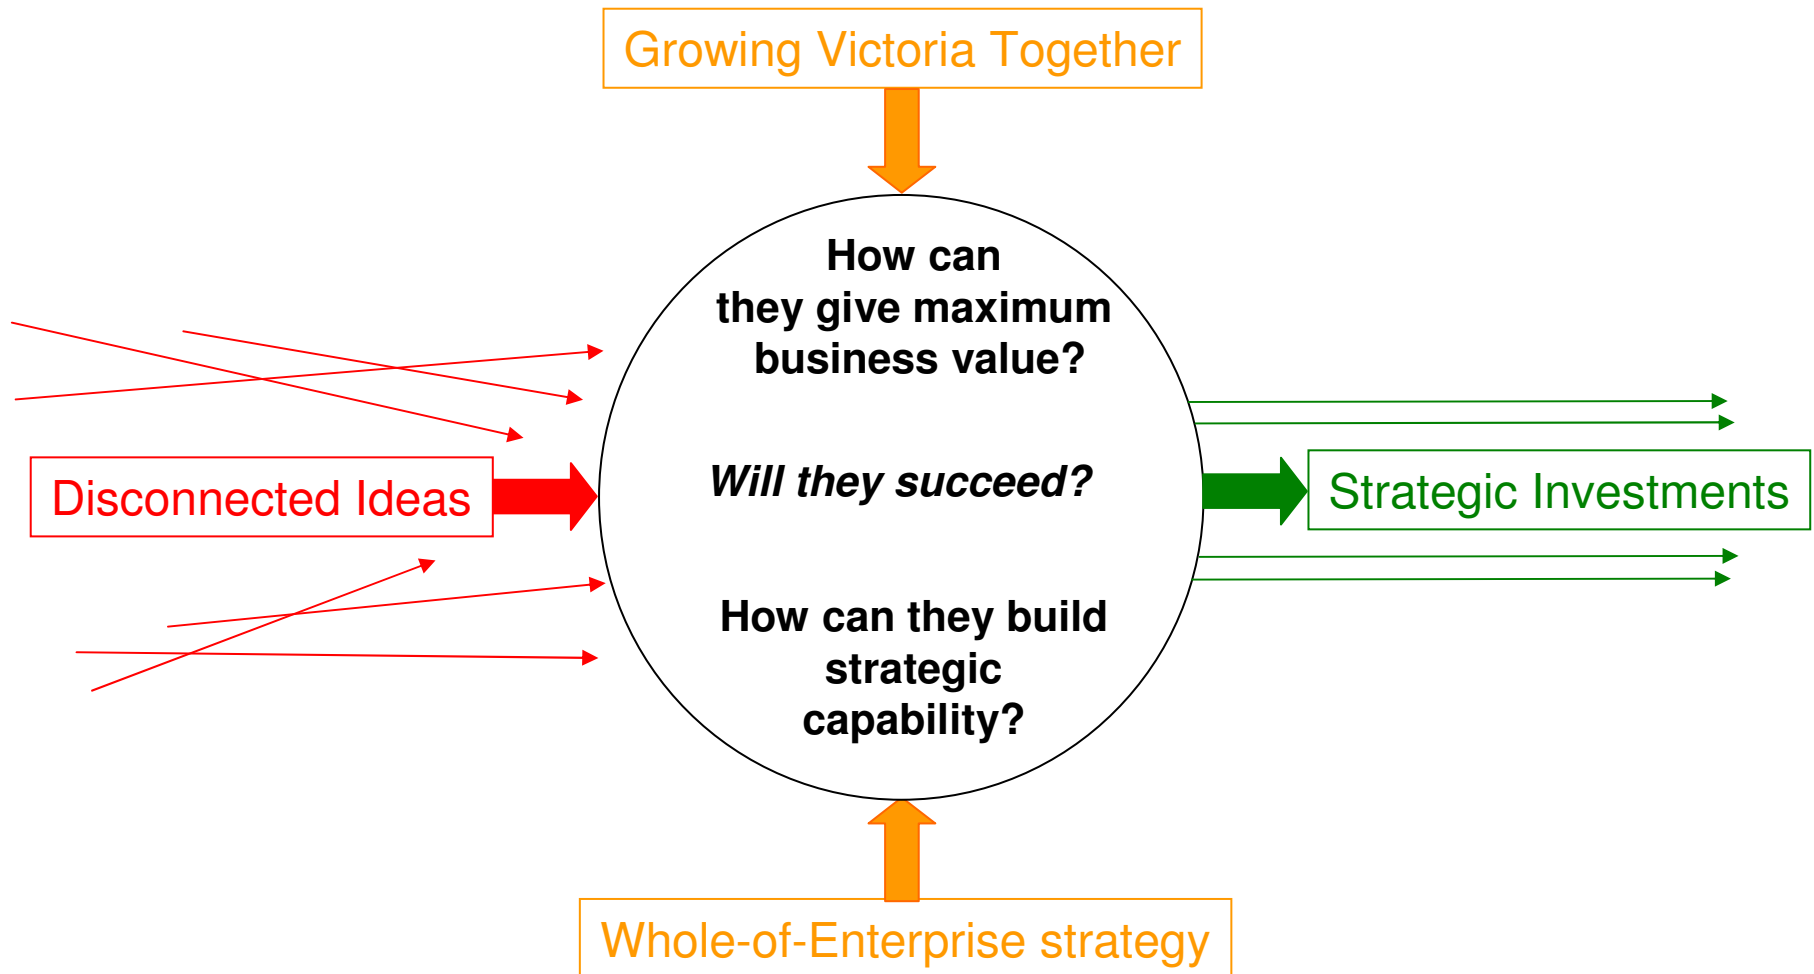 Growing Victoria Together
How can
they give maximum
business value?
Disconnected Ideas
Will they succeed?
Strategic Investments
How can they build
strategic
capability?
Whole-of-Enterprise strategy